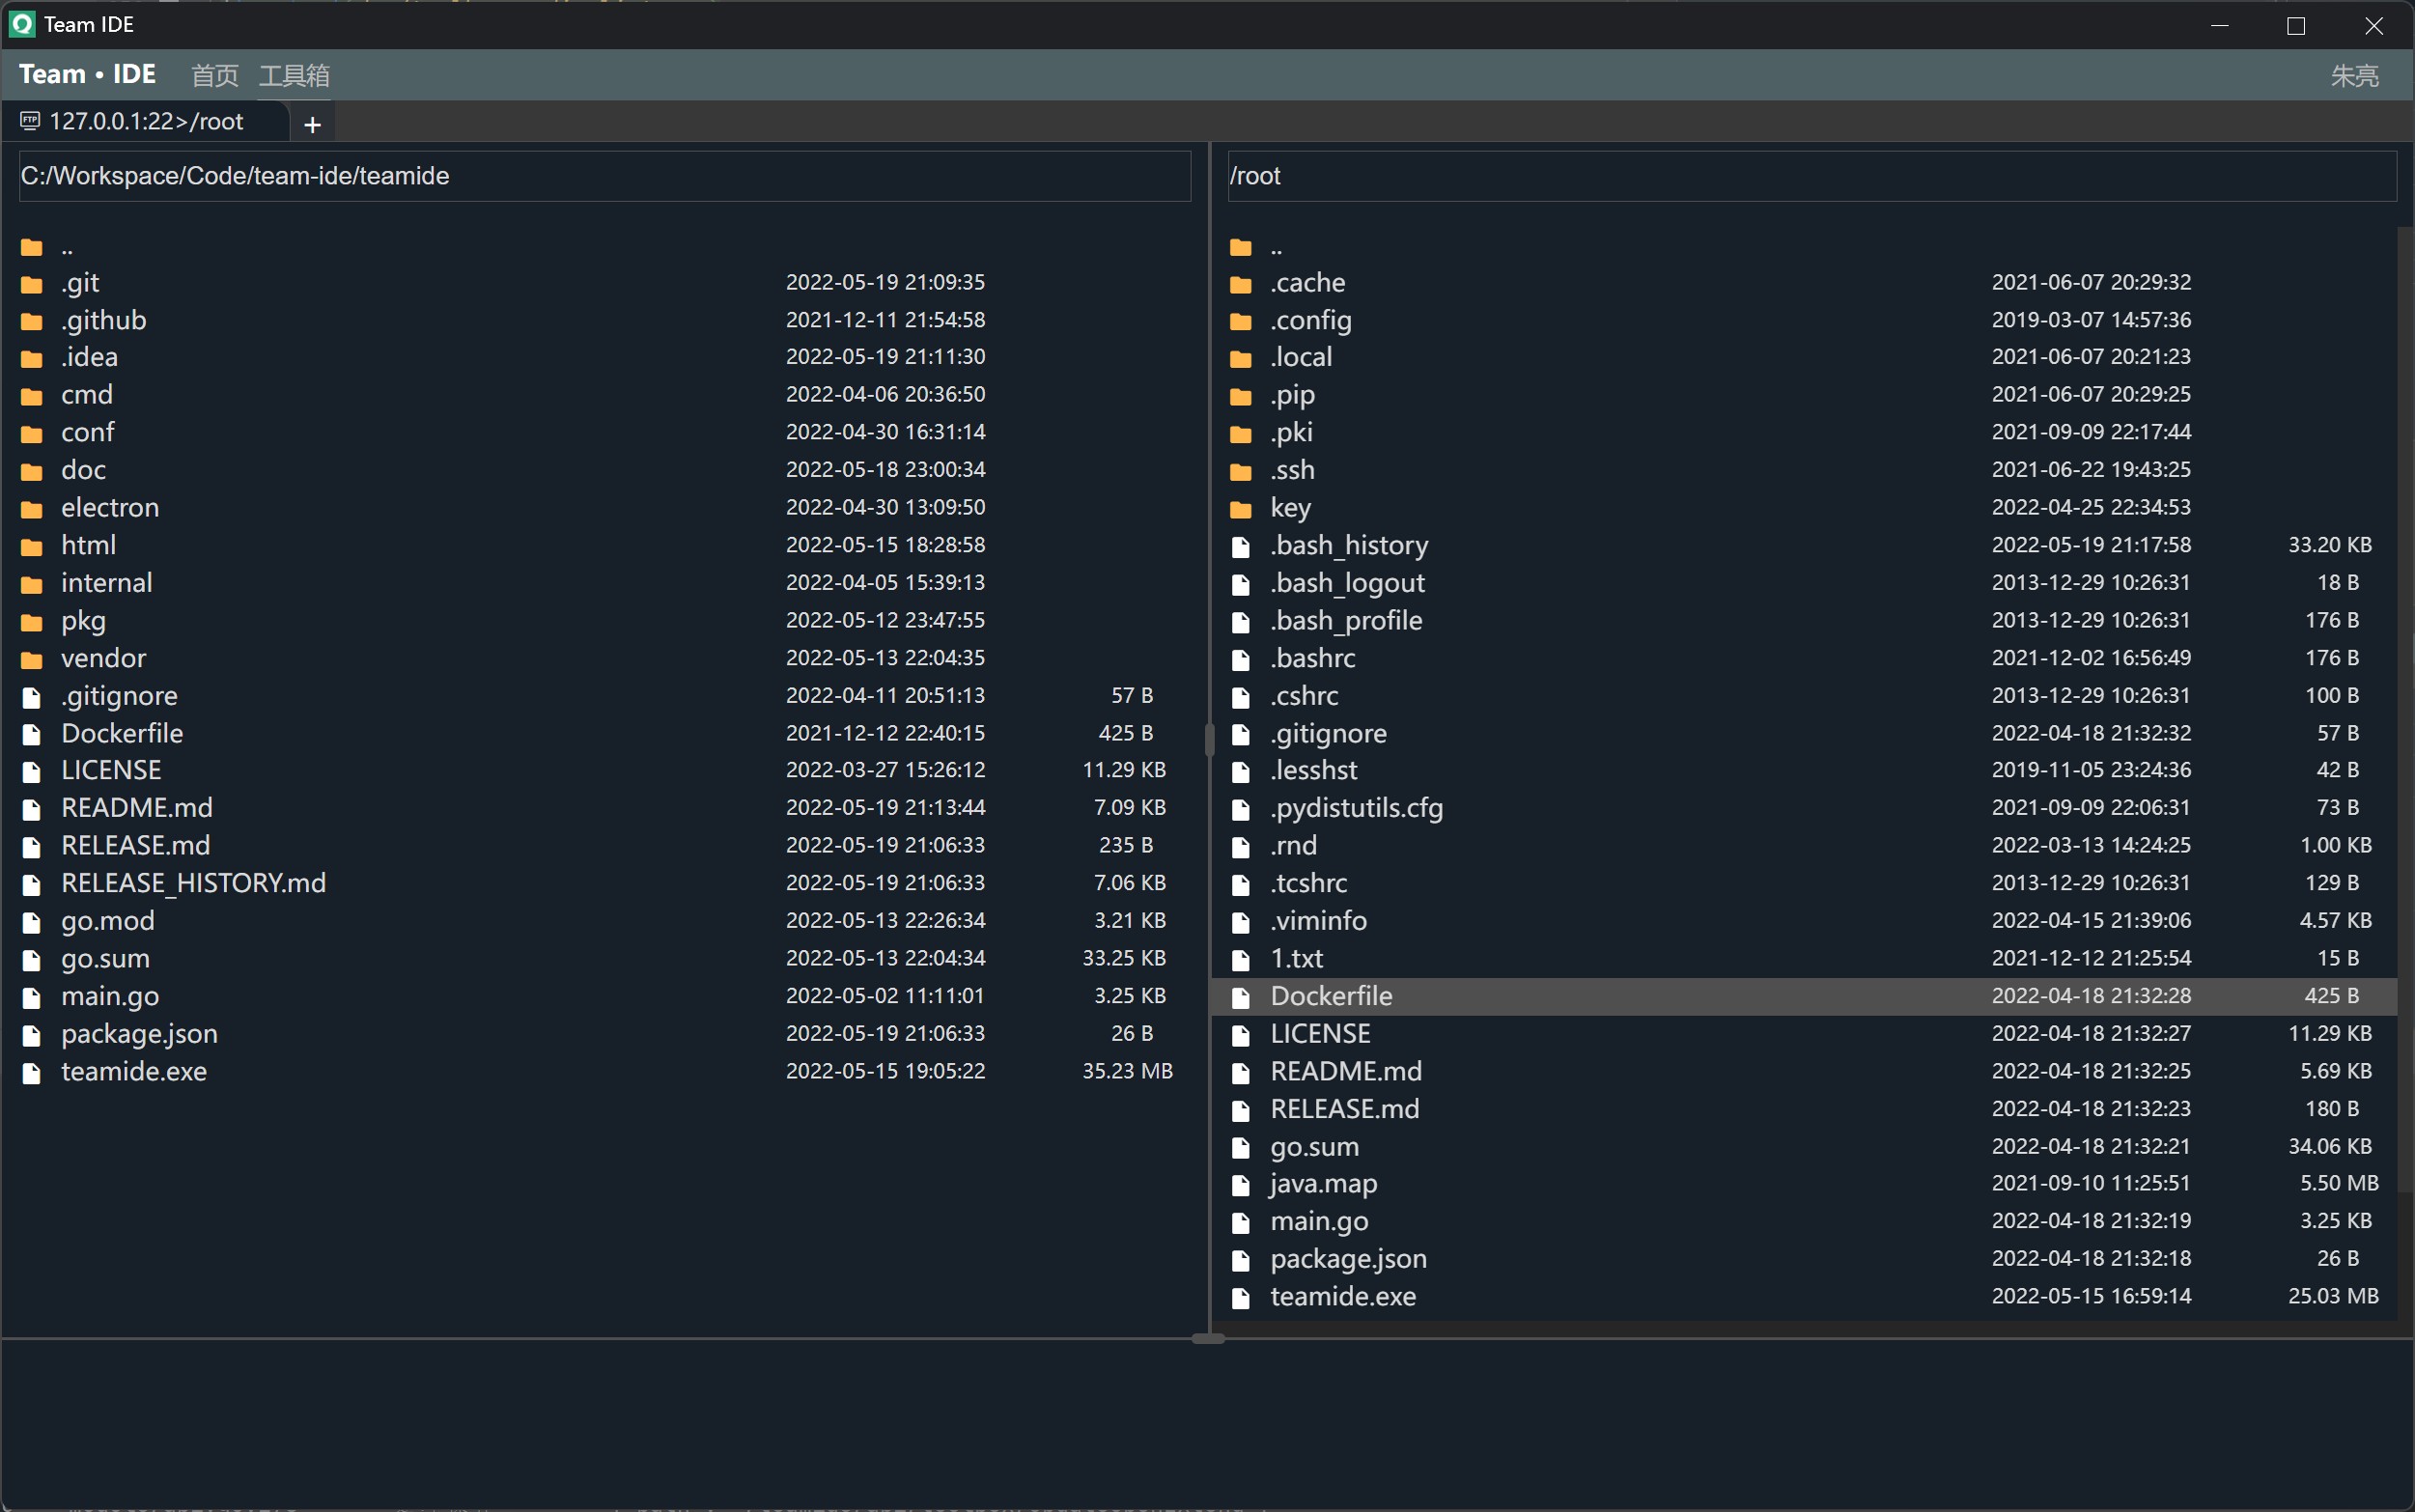 Team IDE
Team • IDE 首页 工具箱 朱亮
FTP 127.0.0.1:22>/root +
C:/Workspace/Code/team-ide/teamide
..
.git 2022-05-19 21:09:35
.github 2021-12-11 21:54:58
.idea 2022-05-19 21:11:30
cmd 2022-04-06 20:36:50
conf 2022-04-30 16:31:14
doc 2022-05-18 23:00:34
electron 2022-04-30 13:09:50
html 2022-05-15 18:28:58
internal 2022-04-05 15:39:13
pkg 2022-05-12 23:47:55
vendor 2022-05-13 22:04:35
.gitignore 2022-04-11 20:51:13 57 B
Dockerfile 2021-12-12 22:40:15 425 B
LICENSE 2022-03-27 15:26:12 11.29 KB
README.md 2022-05-19 21:13:44 7.09 KB
RELEASE.md 2022-05-19 21:06:33 235 B
RELEASE_HISTORY.md 2022-05-19 21:06:33 7.06 KB
go.mod 2022-05-13 22:26:34 3.21 KB
go.sum 2022-05-13 22:04:34 33.25 KB
main.go 2022-05-02 11:11:01 3.25 KB
package.json 2022-05-19 21:06:33 26 B
teamide.exe 2022-05-15 19:05:22 35.23 MB
/root
..
.cache 2021-06-07 20:29:32
.config 2019-03-07 14:57:36
.local 2021-06-07 20:21:23
.pip 2021-06-07 20:29:25
.pki 2021-09-09 22:17:44
.ssh 2021-06-22 19:43:25
key 2022-04-25 22:34:53
.bash_history 2022-05-19 21:17:58 33.20 KB
.bash_logout 2013-12-29 10:26:31 18 B
.bash_profile 2013-12-29 10:26:31 176 B
.bashrc 2021-12-02 16:56:49 176 B
.cshrc 2013-12-29 10:26:31 100 B
.gitignore 2022-04-18 21:32:32 57 B
.lesshst 2019-11-05 23:24:36 42 B
.pydistutils.cfg 2021-09-09 22:06:31 73 B
.rnd 2022-03-13 14:24:25 1.00 KB
.tcshrc 2013-12-29 10:26:31 129 B
.viminfo 2022-04-15 21:39:06 4.57 KB
1.txt 2021-12-12 21:25:54 15 B
Dockerfile 2022-04-18 21:32:28 425 B
LICENSE 2022-04-18 21:32:27 11.29 KB
README.md 2022-04-18 21:32:25 5.69 KB
RELEASE.md 2022-04-18 21:32:23 180 B
go.sum 2022-04-18 21:32:21 34.06 KB
java.map 2021-09-10 11:25:51 5.50 MB
main.go 2022-04-18 21:32:19 3.25 KB
package.json 2022-04-18 21:32:18 26 B
teamide.exe 2022-05-15 16:59:14 25.03 MB